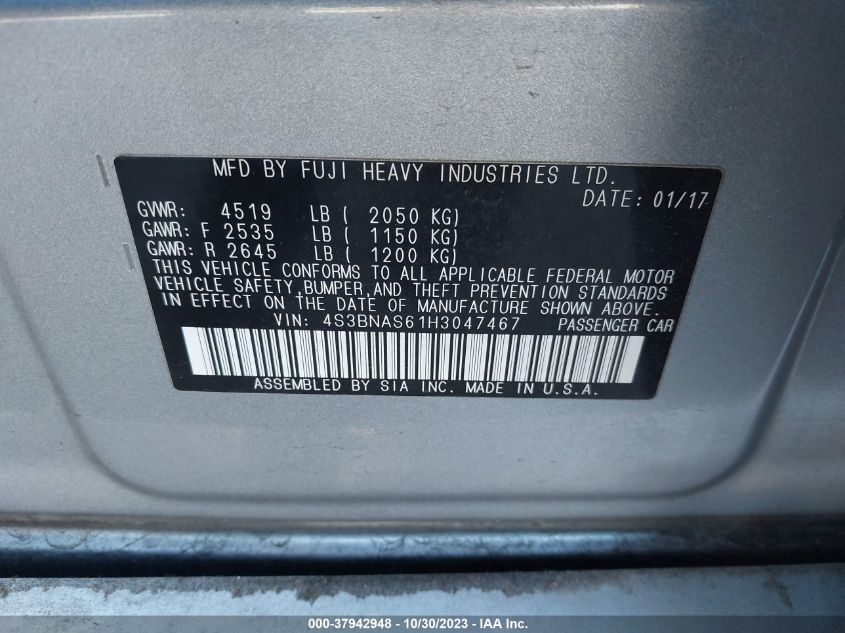 MFD BY FUJI HEAVY INDUSTRIES LTD.
DATE: 01/17
GVWR: 4519 LB ( 2050 KG)
GAWR: F 2535 LB ( 1150 KG)
GAWR: R 2645 LB ( 1200 KG)
THIS VEHICLE CONFORMS TO ALL APPLICABLE FEDERAL MOTOR
VEHICLE SAFETY,BUMPER,AND THEFT PREVENTION STANDARDS
IN EFFECT ON THE DATE OF MANUFACTURE SHOWN ABOVE.
VIN: 4S3BNAS61H3047467 PASSENGER CAR
ASSEMBLED BY SIA INC. MADE IN U.S.A.
000-37942948 - 10/30/2023 - IAA Inc.